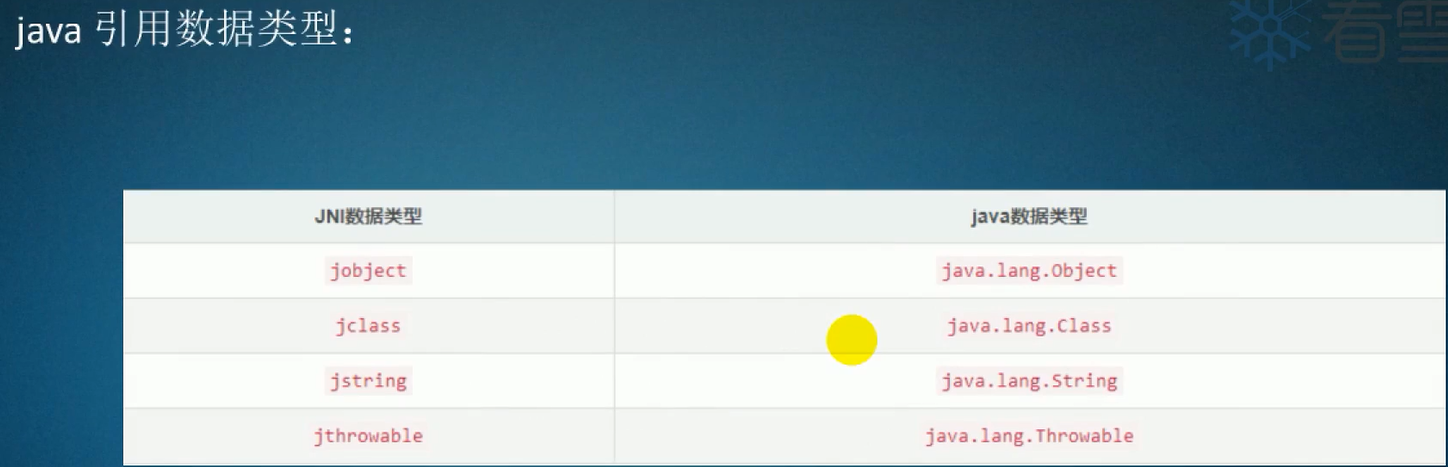 java 引用数据类型：
看雪
JNI数据类型 java数据类型
jobject java.lang.Object
jclass java.lang.Class
jstring java.lang.String
jthrowable java.lang.Throwable